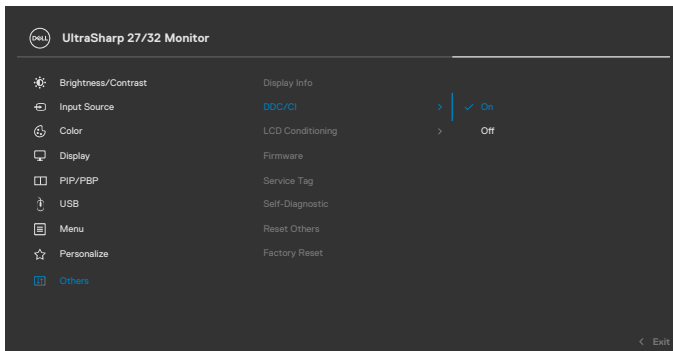 DELL UltraSharp 27/32 Monitor
Brightness/Contrast
Input Source
Color
Display
PIP/PBP
USB
Menu
Personalize
Others
Display Info
DDC/CI
LCD Conditioning
Firmware
Service Tag
Self-Diagnostic
Reset Others
Factory Reset
On
Off
Exit